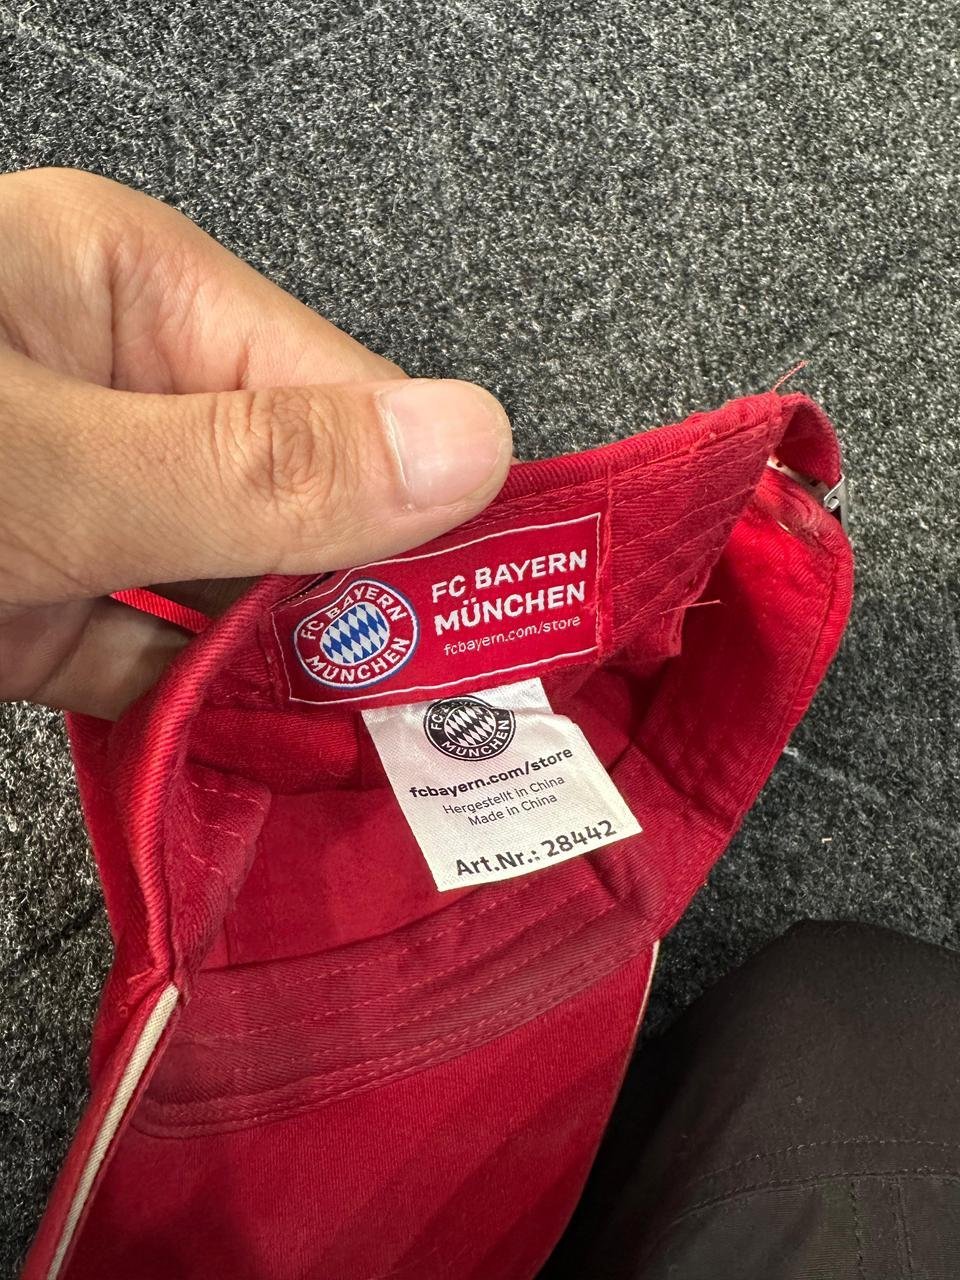 FC BAYERN
MÜNCHEN
FC BAYERN
MÜNCHEN
fcbayern.com/store
FC
MÜNCHEN
fcbayern.com/store
Hergestellt in China
Made in China
Art.Nr.: 28442